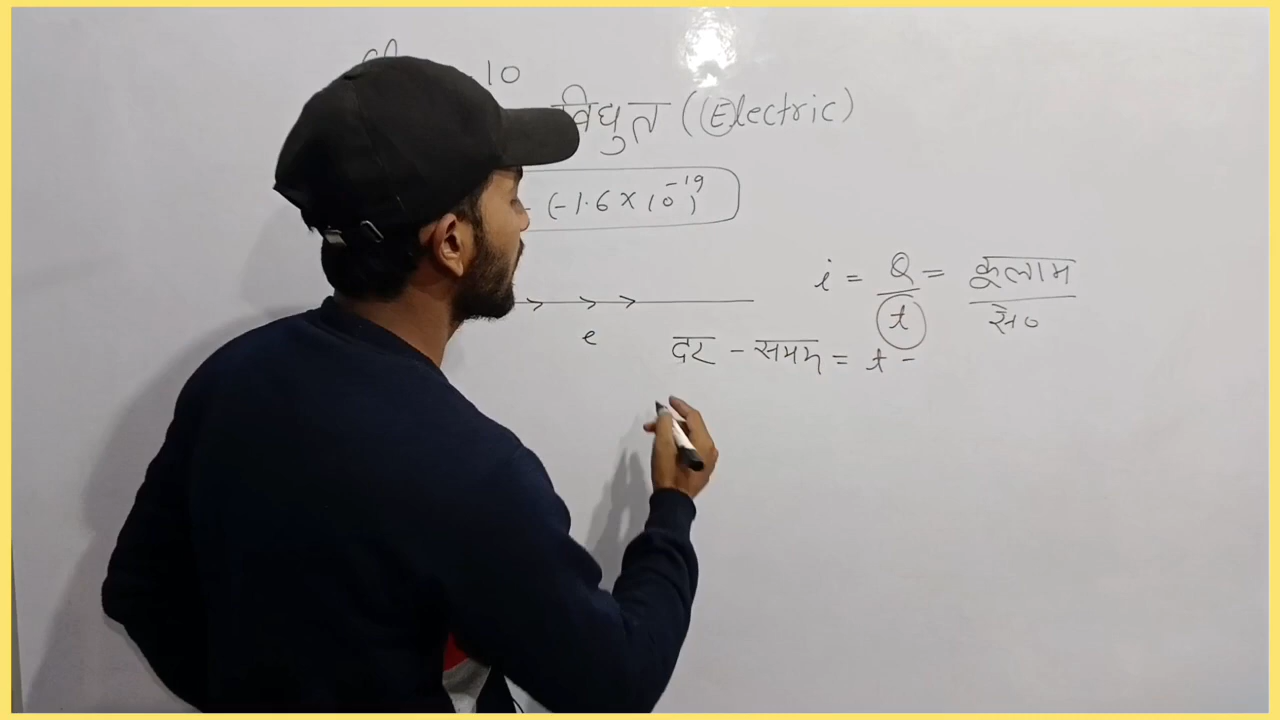 10
विधुत (Electric)
(-1.6 × 10⁻¹⁹)
i = Q/t = कूलाम/से०
e
दर - समय = t -